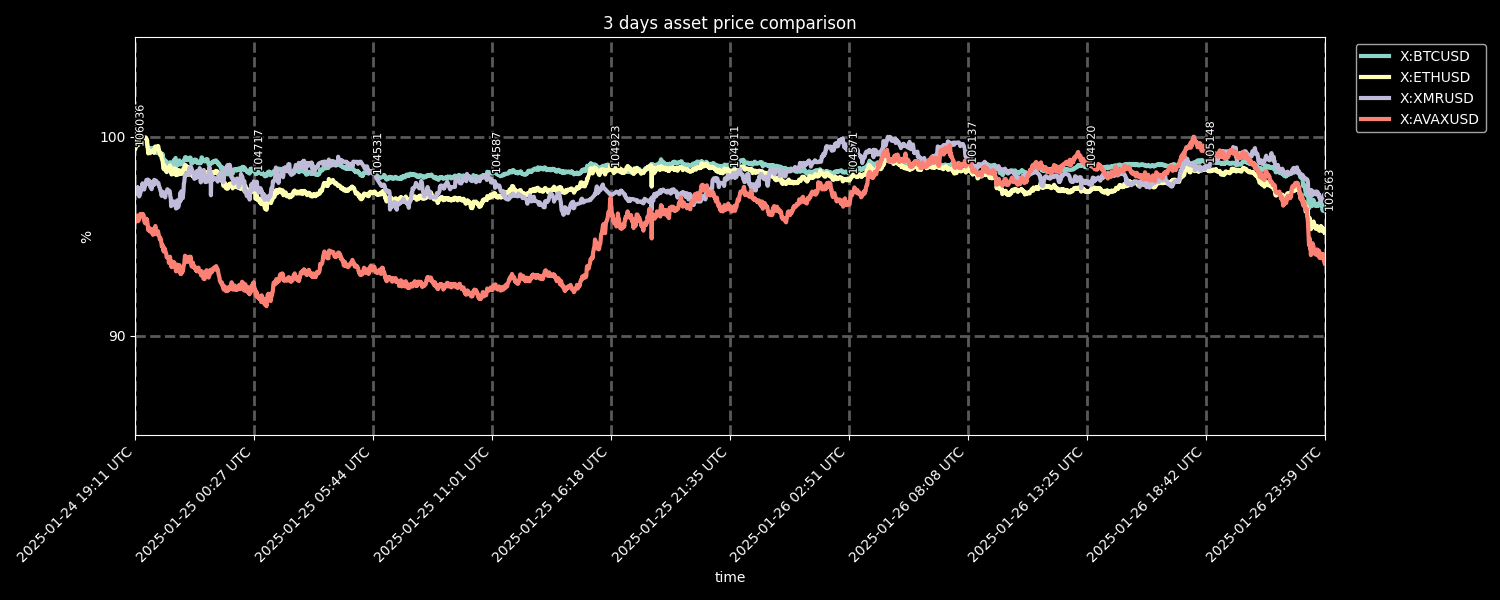 3 days asset price comparison
X:BTCUSD
X:ETHUSD
X:XMRUSD
X:AVAXUSD
100
90
%
106036
104717
104531
104587
104923
104911
104571
105137
104920
105148
102563
2025-01-24 19:11 UTC
2025-01-25 00:27 UTC
2025-01-25 05:44 UTC
2025-01-25 11:01 UTC
2025-01-25 16:18 UTC
2025-01-25 21:35 UTC
2025-01-26 02:51 UTC
2025-01-26 08:08 UTC
2025-01-26 13:25 UTC
2025-01-26 18:42 UTC
2025-01-26 23:59 UTC
time